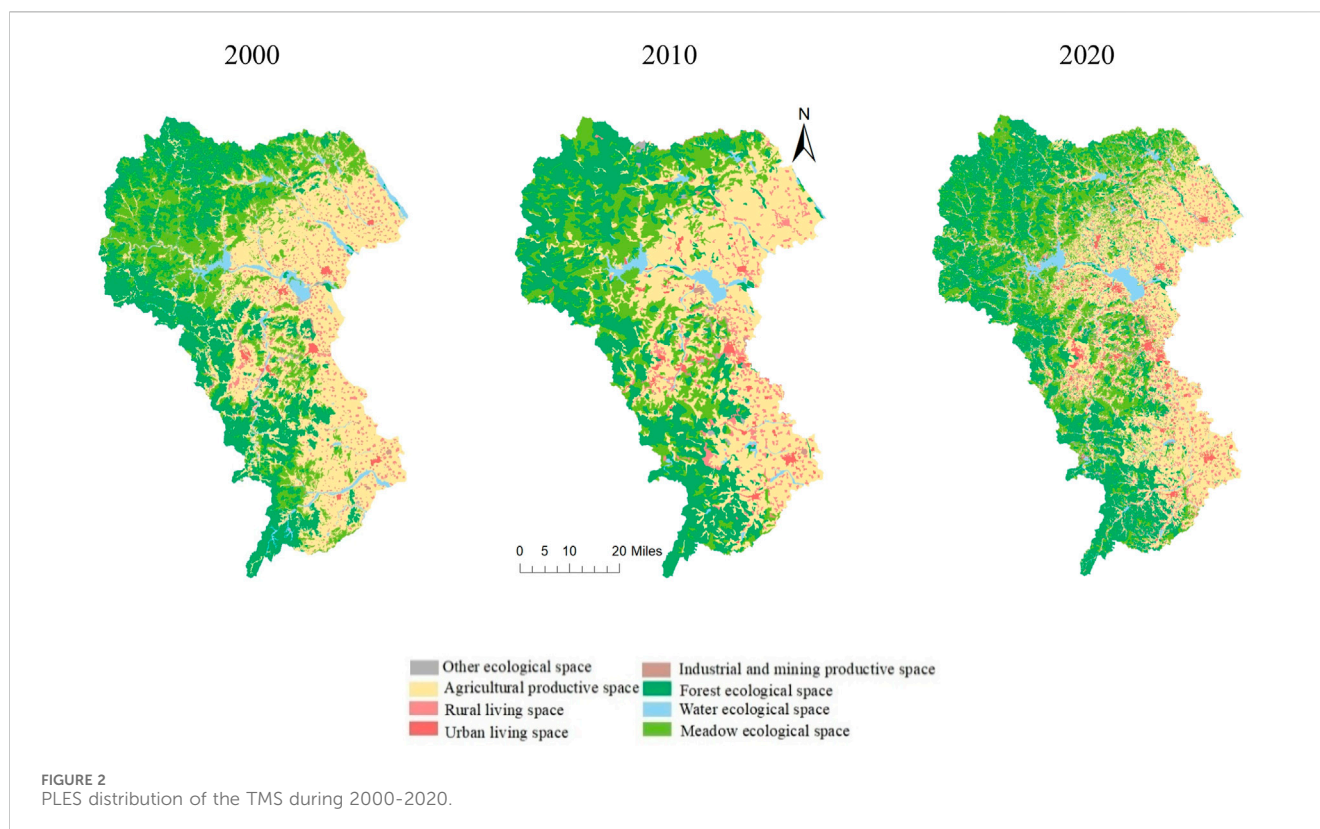 2000
2010
2020
N
0 5 10 20 Miles
Other ecological space
Agricultural productive space
Rural living space
Urban living space
Industrial and mining productive space
Forest ecological space
Water ecological space
Meadow ecological space
FIGURE 2
PLES distribution of the TMS during 2000-2020.